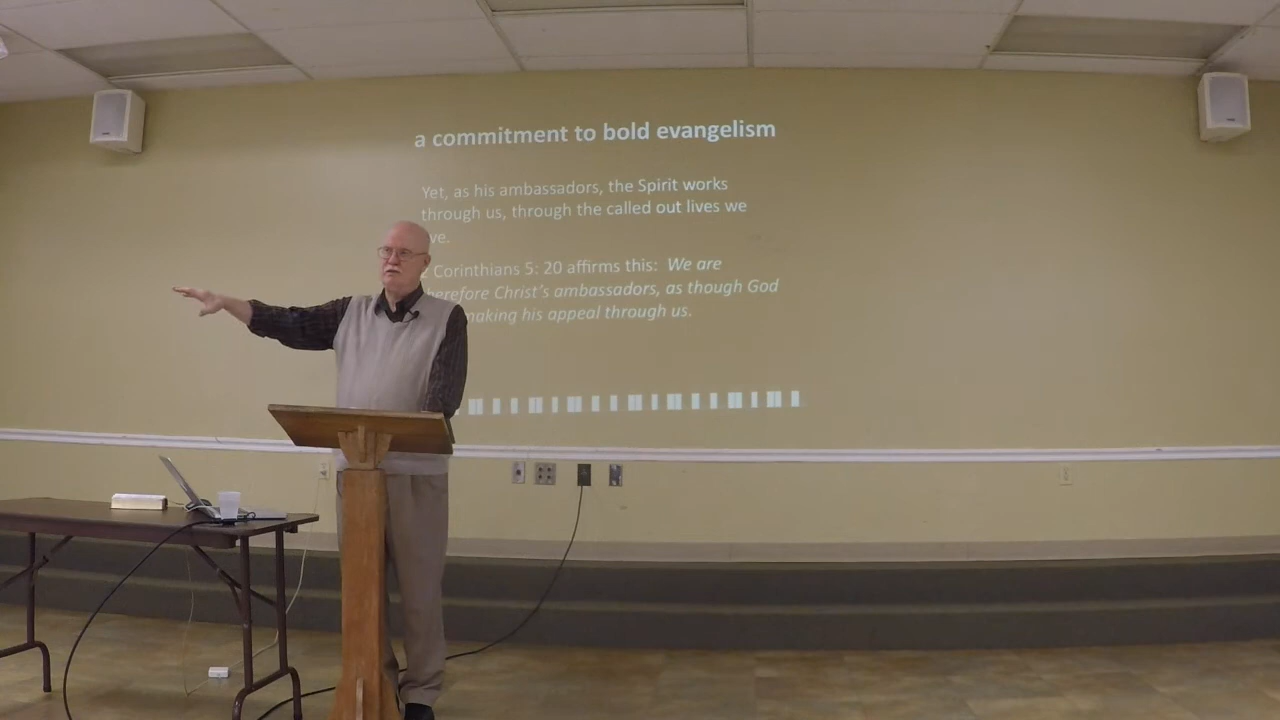 a commitment to bold evangelism
Yet, as his ambassadors, the Spirit works
through us, through the called out lives we
ve.
Corinthians 5: 20 affirms this: We are
herefore Christ's ambassadors, as though God
making his appeal through us.